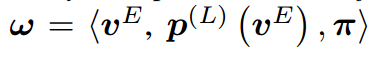 ω = ⟨v^E, p^(L) (v^E), π⟩